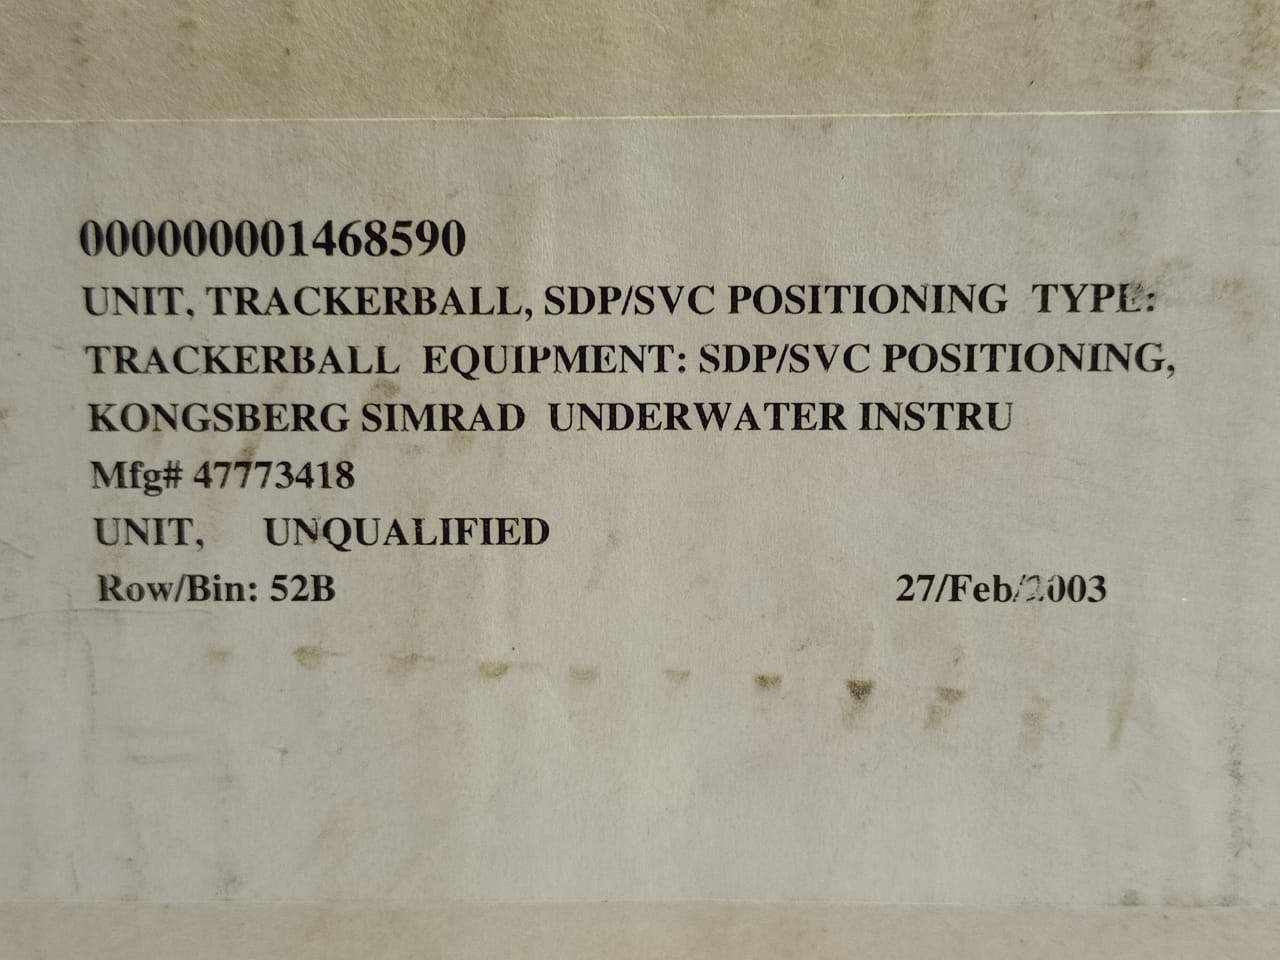 000000001468590
UNIT, TRACKERBALL, SDP/SVC POSITIONING  TYPE:
TRACKERBALL  EQUIPMENT: SDP/SVC POSITIONING,
KONGSBERG SIMRAD  UNDERWATER INSTRU
Mfg# 47773418
UNIT,     UNQUALIFIED
Row/Bin: 52B 27/Feb/2003